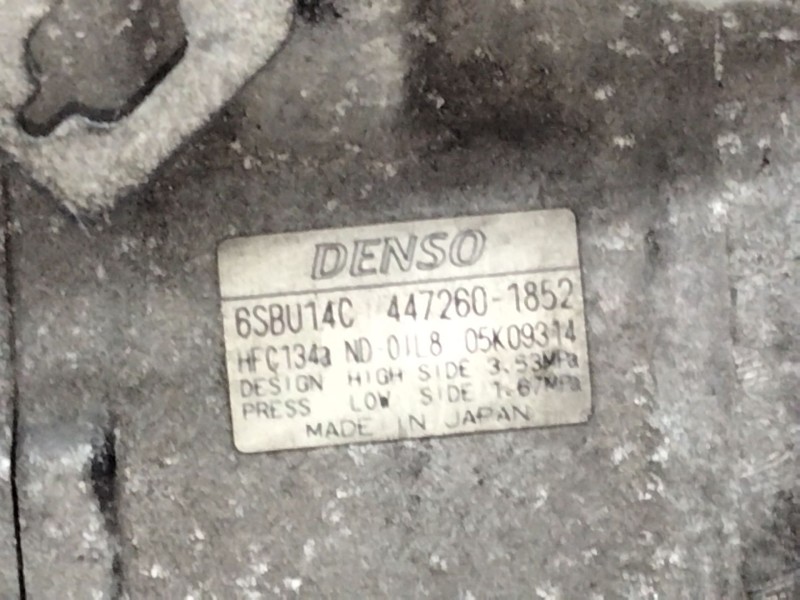 DENSO
6SBU14C 447260-1852
HFC134a ND-OIL8 05K09314
DESIGN HIGH SIDE 3.53MPa
PRESS LOW SIDE 1.67MPa
MADE IN JAPAN